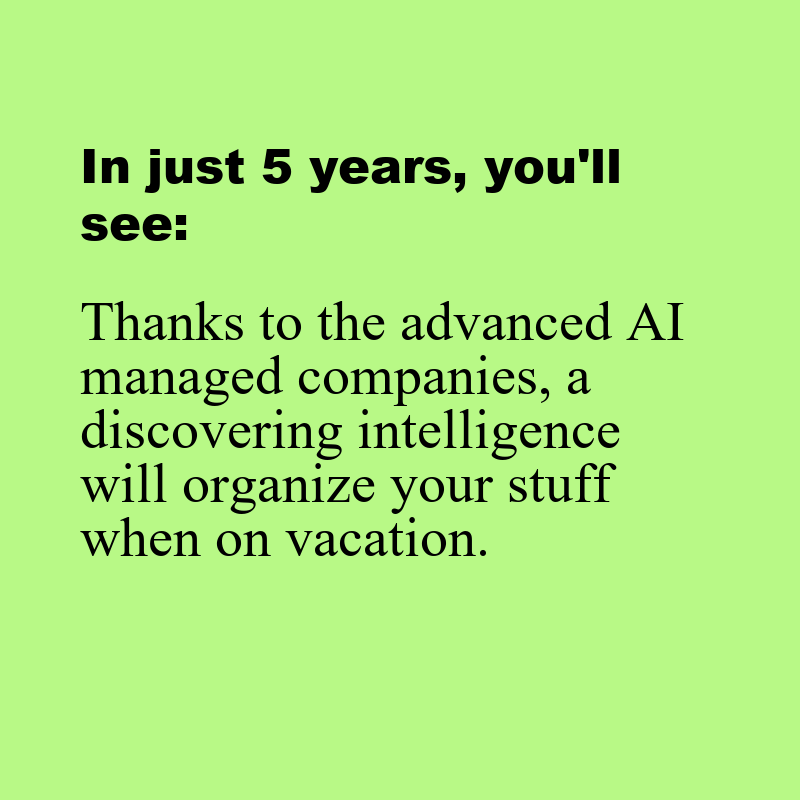 In just 5 years, you'll
see:
Thanks to the advanced AI
managed companies, a
discovering intelligence
will organize your stuff
when on vacation.